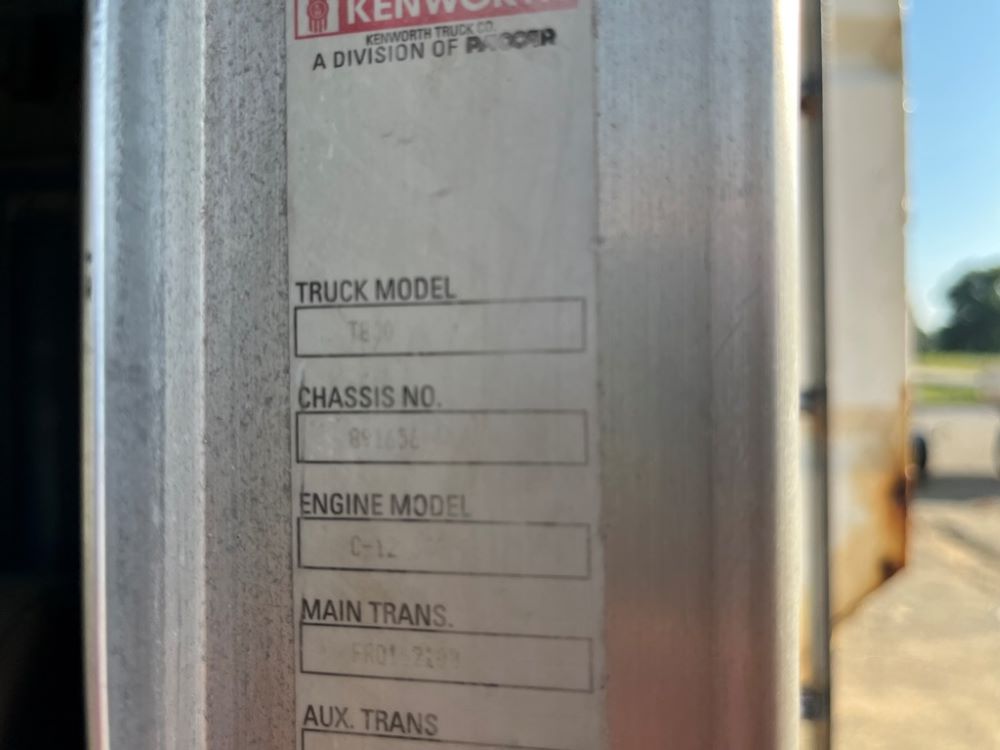 KENWORTH
KENWORTH TRUCK CO.
A DIVISION OF PACCAR
TRUCK MODEL
CHASSIS NO.
ENGINE MODEL
C-12
MAIN TRANS.
AUX. TRANS